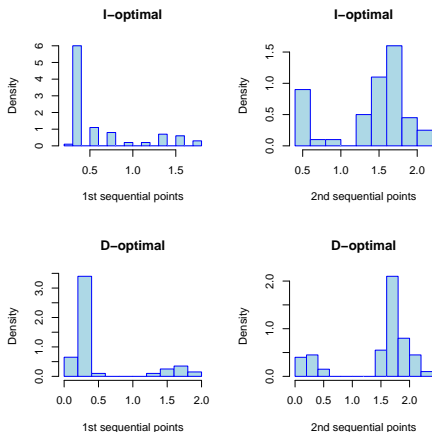 I−optimal
Density
0 1 2 3 4 5 6
0.5 1.0 1.5
1st sequential points
I−optimal
Density
0.0 0.5 1.0 1.5
0.5 1.0 1.5 2.0
2nd sequential points
D−optimal
Density
0.0 1.0 2.0 3.0
0.0 0.5 1.0 1.5 2.0
1st sequential points
D−optimal
Density
0.0 1.0 2.0
0.0 0.5 1.0 1.5 2.0
2nd sequential points